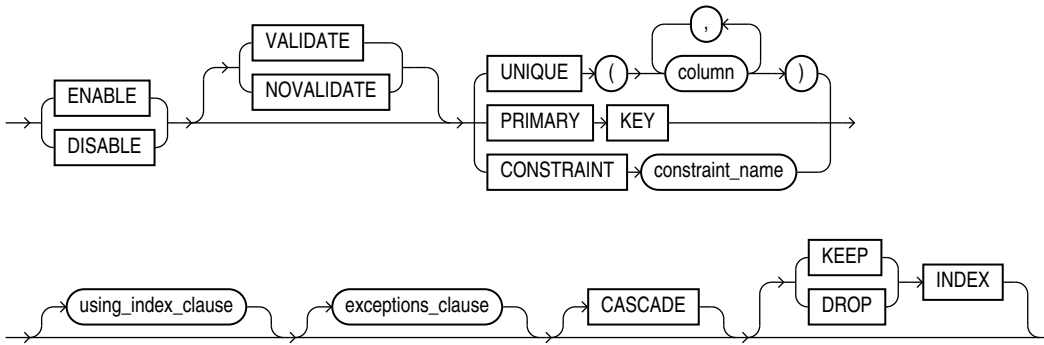 ,
VALIDATE
UNIQUE ( column )
ENABLE NOVALIDATE
PRIMARY KEY
DISABLE
CONSTRAINT constraint_name
KEEP
using_index_clause exceptions_clause CASCADE INDEX
DROP